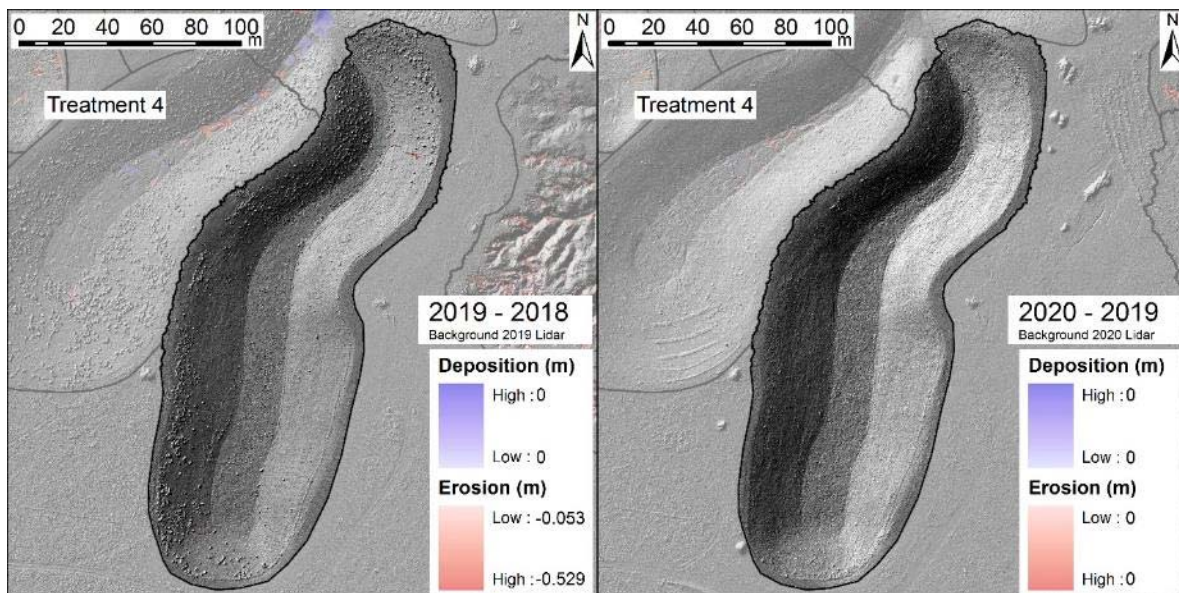 0 20 40 60 80 100
m
N
Treatment 4
2019 - 2018
Background 2019 Lidar
Deposition (m)
High : 0
Low : 0
Erosion (m)
Low : -0.053
High : -0.529
0 20 40 60 80 100
m
N
Treatment 4
2020 - 2019
Background 2020 Lidar
Deposition (m)
High : 0
Low : 0
Erosion (m)
Low : 0
High : 0